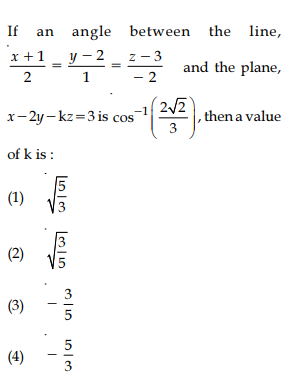 If an angle between the line,
(x + 1)/2 = (y − 2)/1 = (z − 3)/(−2) and the plane,
x − 2y − kz = 3 is cos⁻¹(2√2/3), then a value
of k is :
(1) √(5/3)
(2) √(3/5)
(3) −3/5
(4) −5/3